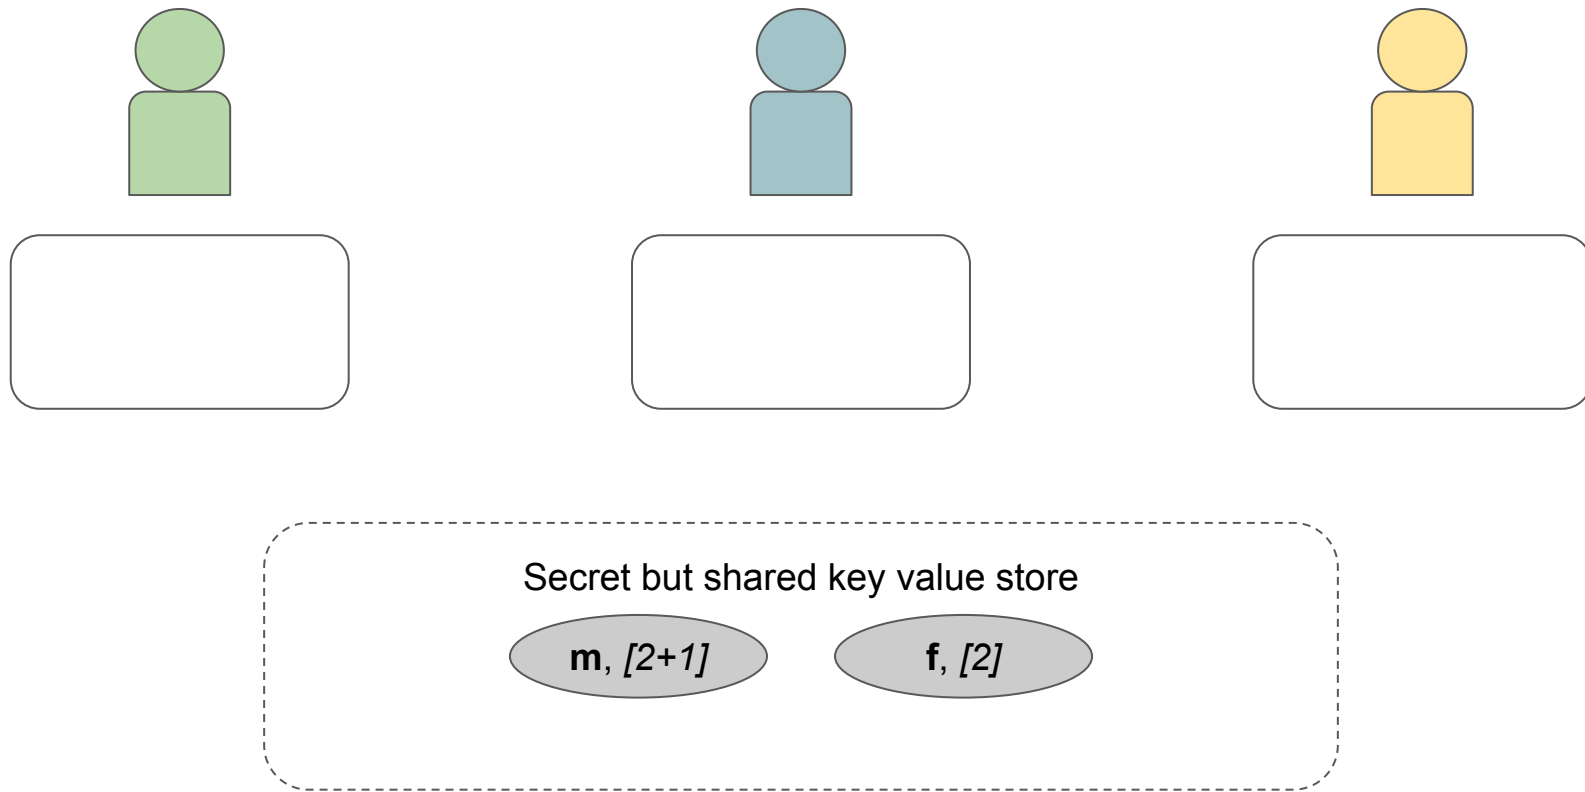 Secret but shared key value store
m, [2+1]
f, [2]